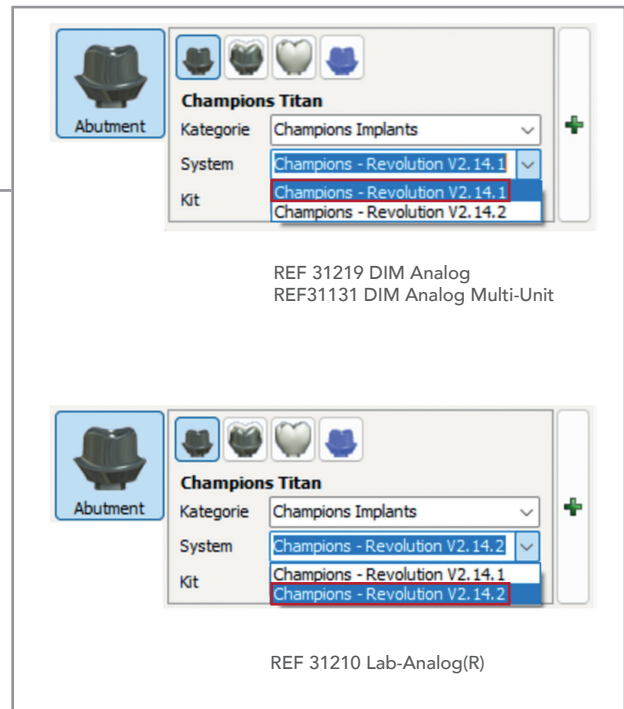 Champions Titan
Abutment
Kategorie Champions Implants
System Champions - Revolution V2.14.1
Kit Champions - Revolution V2.14.1
Champions - Revolution V2.14.2
REF 31219 DIM Analog
REF31131 DIM Analog Multi-Unit
Champions Titan
Abutment
Kategorie Champions Implants
System Champions - Revolution V2.14.2
Kit Champions - Revolution V2.14.1
Champions - Revolution V2.14.2
REF 31210 Lab-Analog(R)